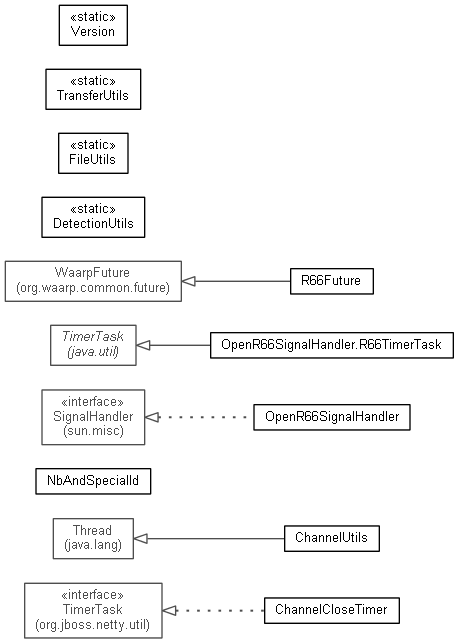 «static»
Version
«static»
TransferUtils
«static»
FileUtils
«static»
DetectionUtils
WaarpFuture
(org.waarp.common.future)
R66Future
TimerTask
(java.util)
OpenR66SignalHandler.R66TimerTask
«interface»
SignalHandler
(sun.misc)
OpenR66SignalHandler
NbAndSpecialId
Thread
(java.lang)
ChannelUtils
«interface»
TimerTask
(org.jboss.netty.util)
ChannelCloseTimer